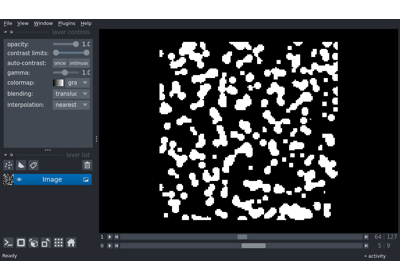 File View Window Plugins Help
layer controls
opacity: 1.0
contrast limits:
auto-contrast: once
gamma: 1.0
colormap: gra
blending: translu
interpolation: nearest
layer list
Image
1 64 127
0 5 9
Ready activity